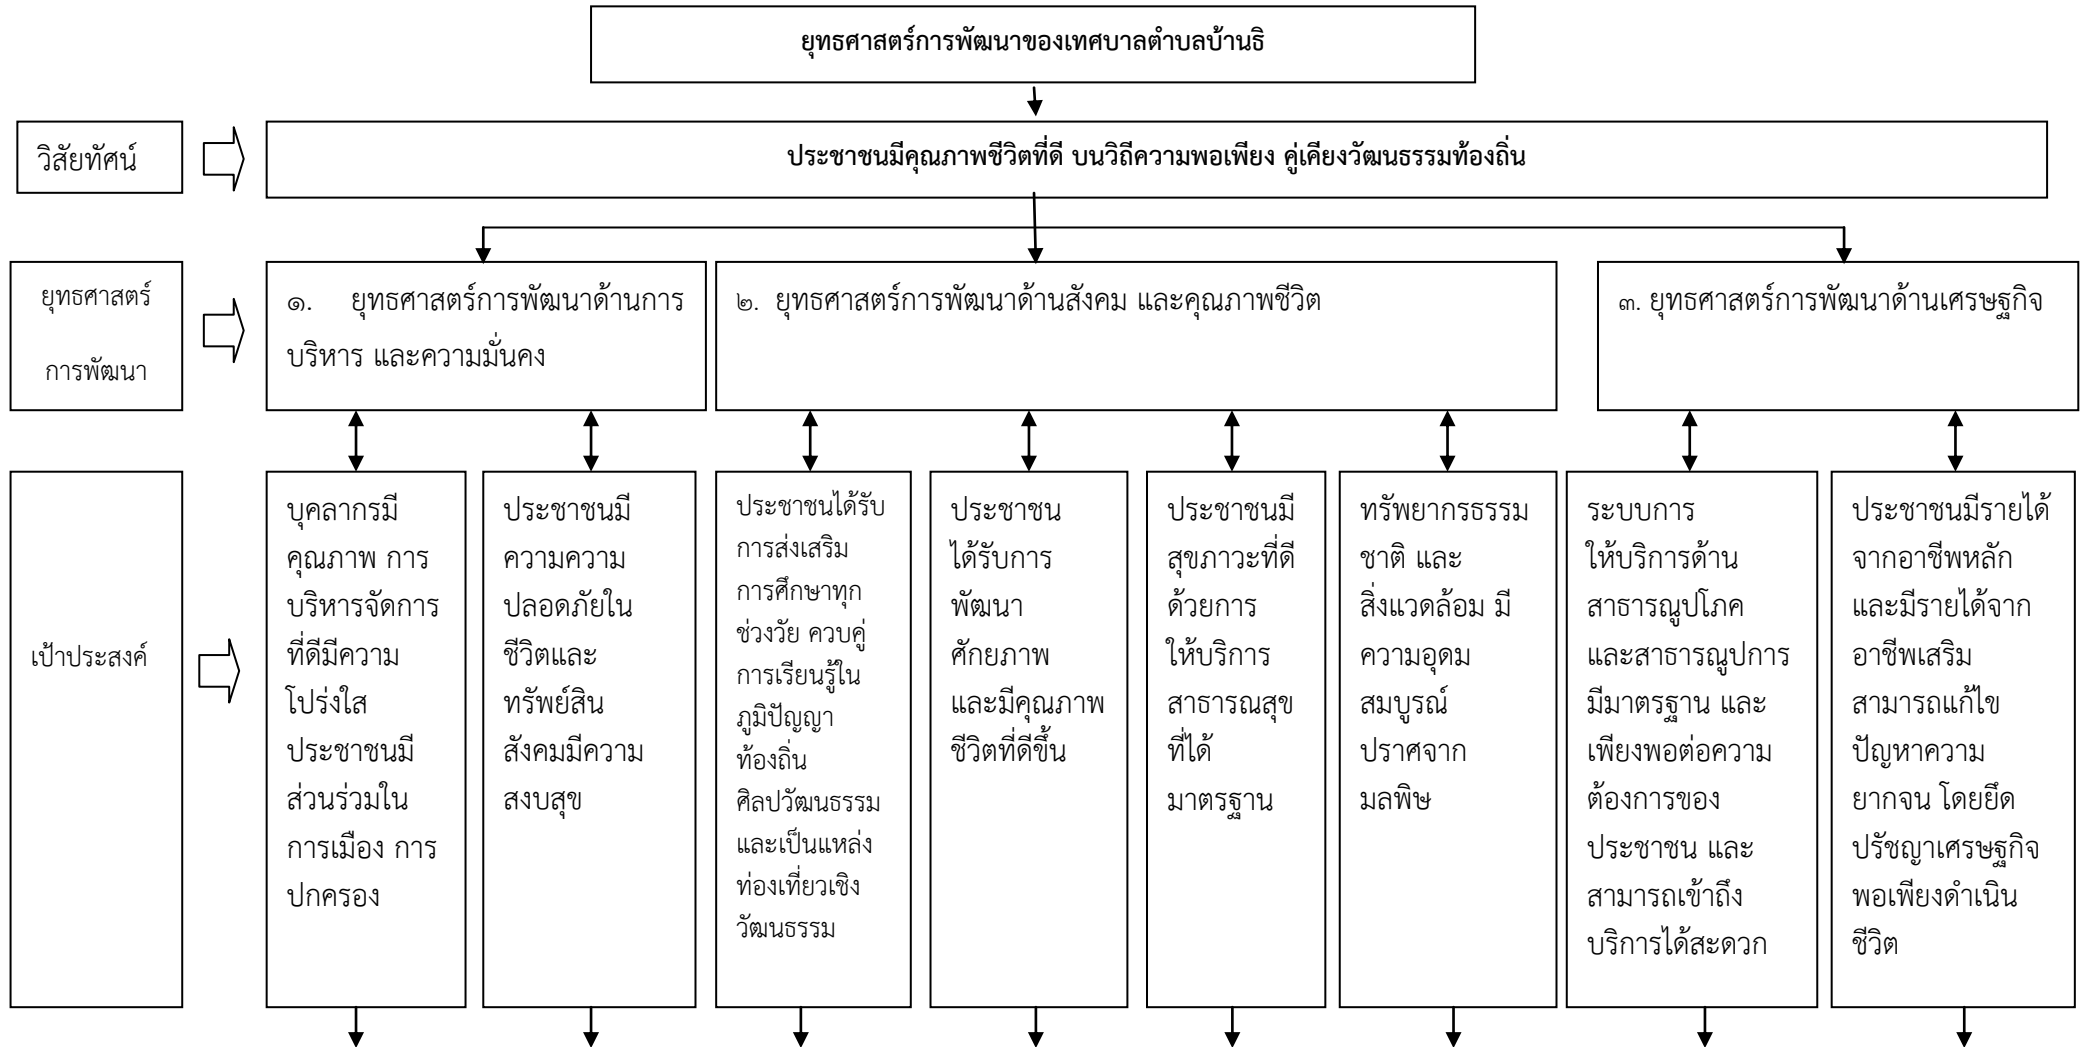 ยุทธศาสตร์การพัฒนาของเทศบาลตำบลบ้านธิ
วิสัยทัศน์
ประชาชนมีคุณภาพชีวิตที่ดี บนวิถีความพอเพียง คู่เคียงวัฒนธรรมท้องถิ่น
ยุทธศาสตร์
การพัฒนา
๑. ยุทธศาสตร์การพัฒนาด้านการ
บริหาร และความมั่นคง
๒. ยุทธศาสตร์การพัฒนาด้านสังคม และคุณภาพชีวิต
๓. ยุทธศาสตร์การพัฒนาด้านเศรษฐกิจ
เป้าประสงค์
บุคลากรมี
คุณภาพ การ
บริหารจัดการ
ที่ดีมีความ
โปร่งใส
ประชาชนมี
ส่วนร่วมใน
การเมือง การ
ปกครอง
ประชาชนมี
ความความ
ปลอดภัยใน
ชีวิตและ
ทรัพย์สิน
สังคมมีความ
สงบสุข
ประชาชนได้รับ
การส่งเสริม
การศึกษาทุก
ช่วงวัย ควบคู่
การเรียนรู้ใน
ภูมิปัญญา
ท้องถิ่น
ศิลปวัฒนธรรม
และเป็นแหล่ง
ท่องเที่ยวเชิง
วัฒนธรรม
ประชาชน
ได้รับการ
พัฒนา
ศักยภาพ
และมีคุณภาพ
ชีวิตที่ดีขึ้น
ประชาชนมี
สุขภาวะที่ดี
ด้วยการ
ให้บริการ
สาธารณสุข
ที่ได้
มาตรฐาน
ทรัพยากรธรรม
ชาติ และ
สิ่งแวดล้อม มี
ความอุดม
สมบูรณ์
ปราศจาก
มลพิษ
ระบบการ
ให้บริการด้าน
สาธารณูปโภค
และสาธารณูปการ
มีมาตรฐาน และ
เพียงพอต่อความ
ต้องการของ
ประชาชน และ
สามารถเข้าถึง
บริการได้สะดวก
ประชาชนมีรายได้
จากอาชีพหลัก
และมีรายได้จาก
อาชีพเสริม
สามารถแก้ไข
ปัญหาความ
ยากจน โดยยึด
ปรัชญาเศรษฐกิจ
พอเพียงดำเนิน
ชีวิต